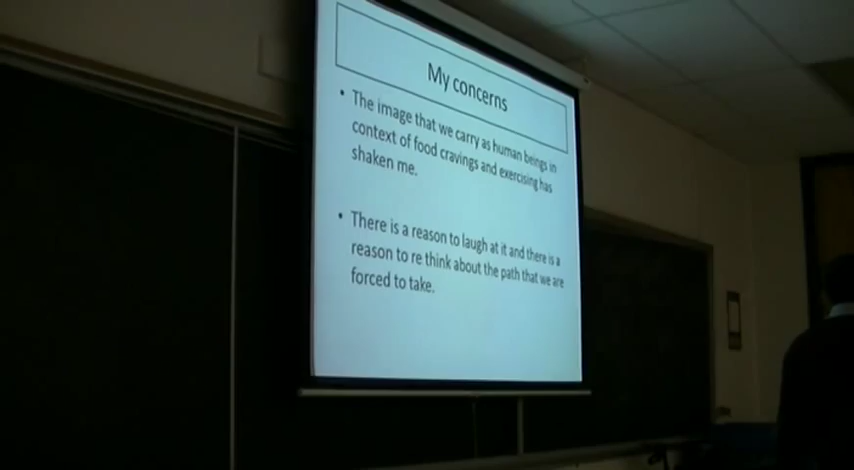 My concerns
• The image that we carry as human beings in
context of food cravings and exercising has
shaken me.
• There is a reason to laugh at it and there is a
reason to re think about the path that we are
forced to take.